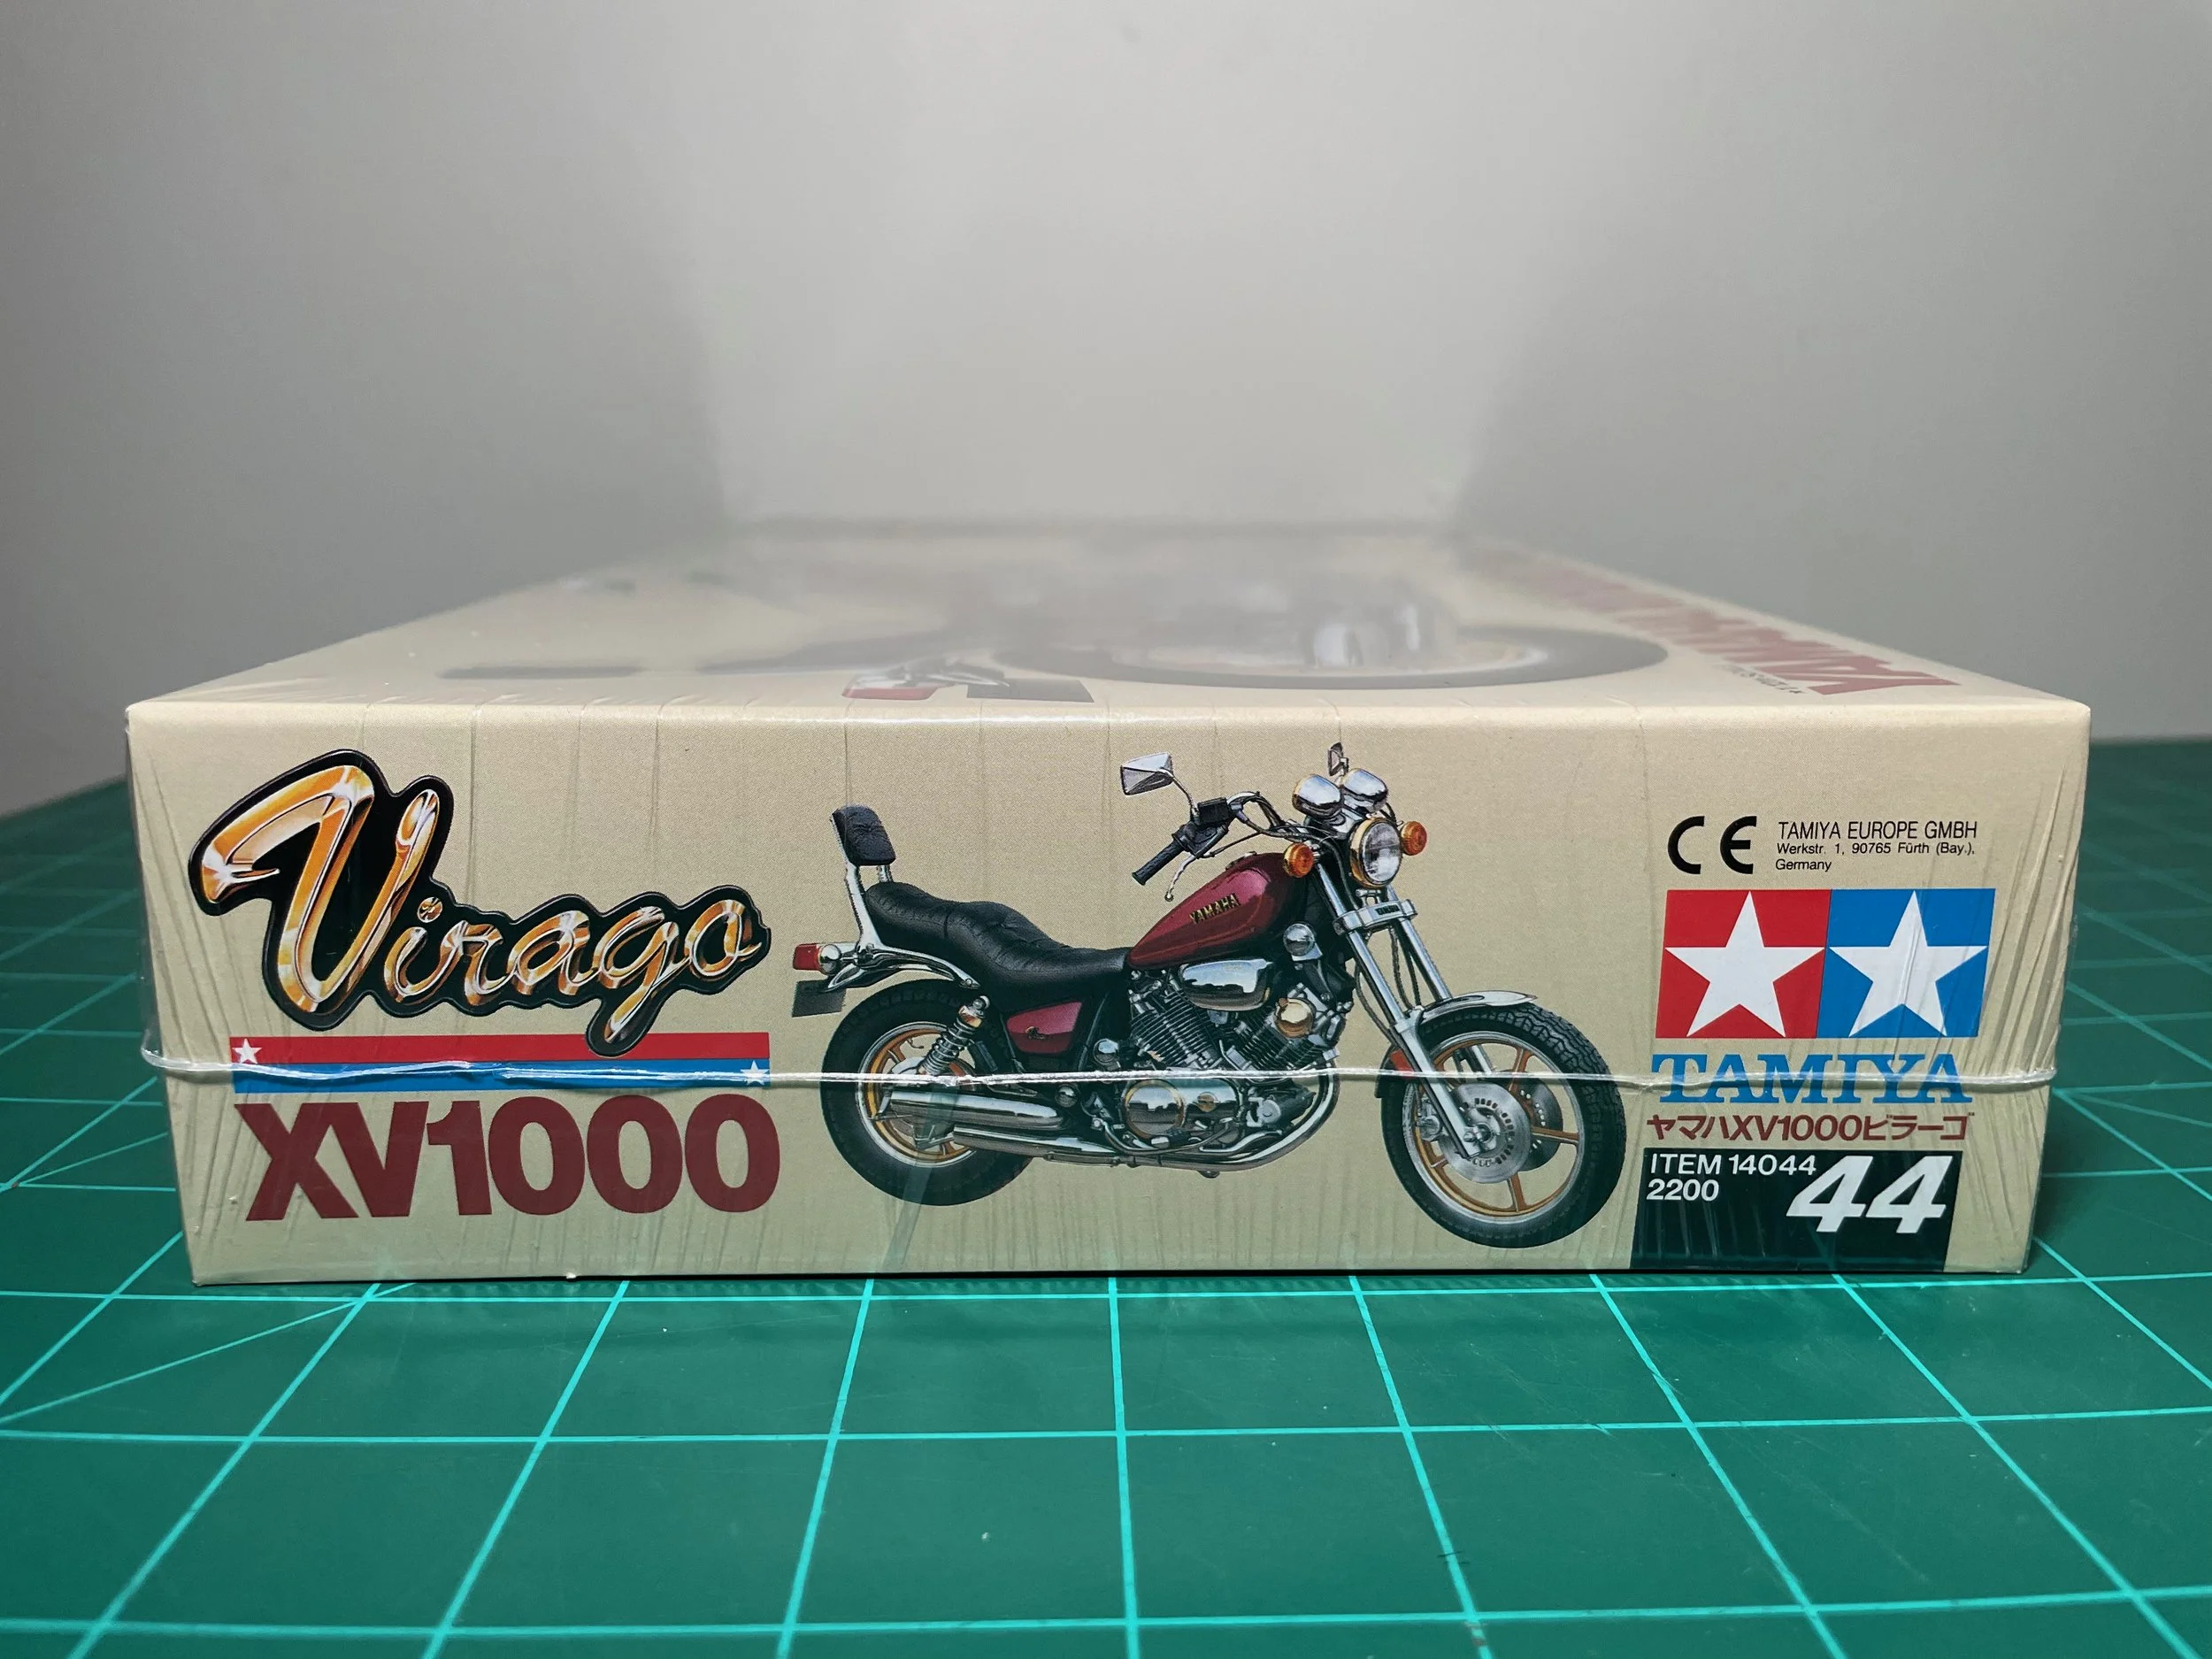 Virago
XV1000
YAMAHA
CE
TAMIYA EUROPE GMBH
Werkstr. 1, 90765 Fürth (Bay.),
Germany
TAMIYA
ヤマハXV1000ビラーゴ
ITEM 14044
2200
44